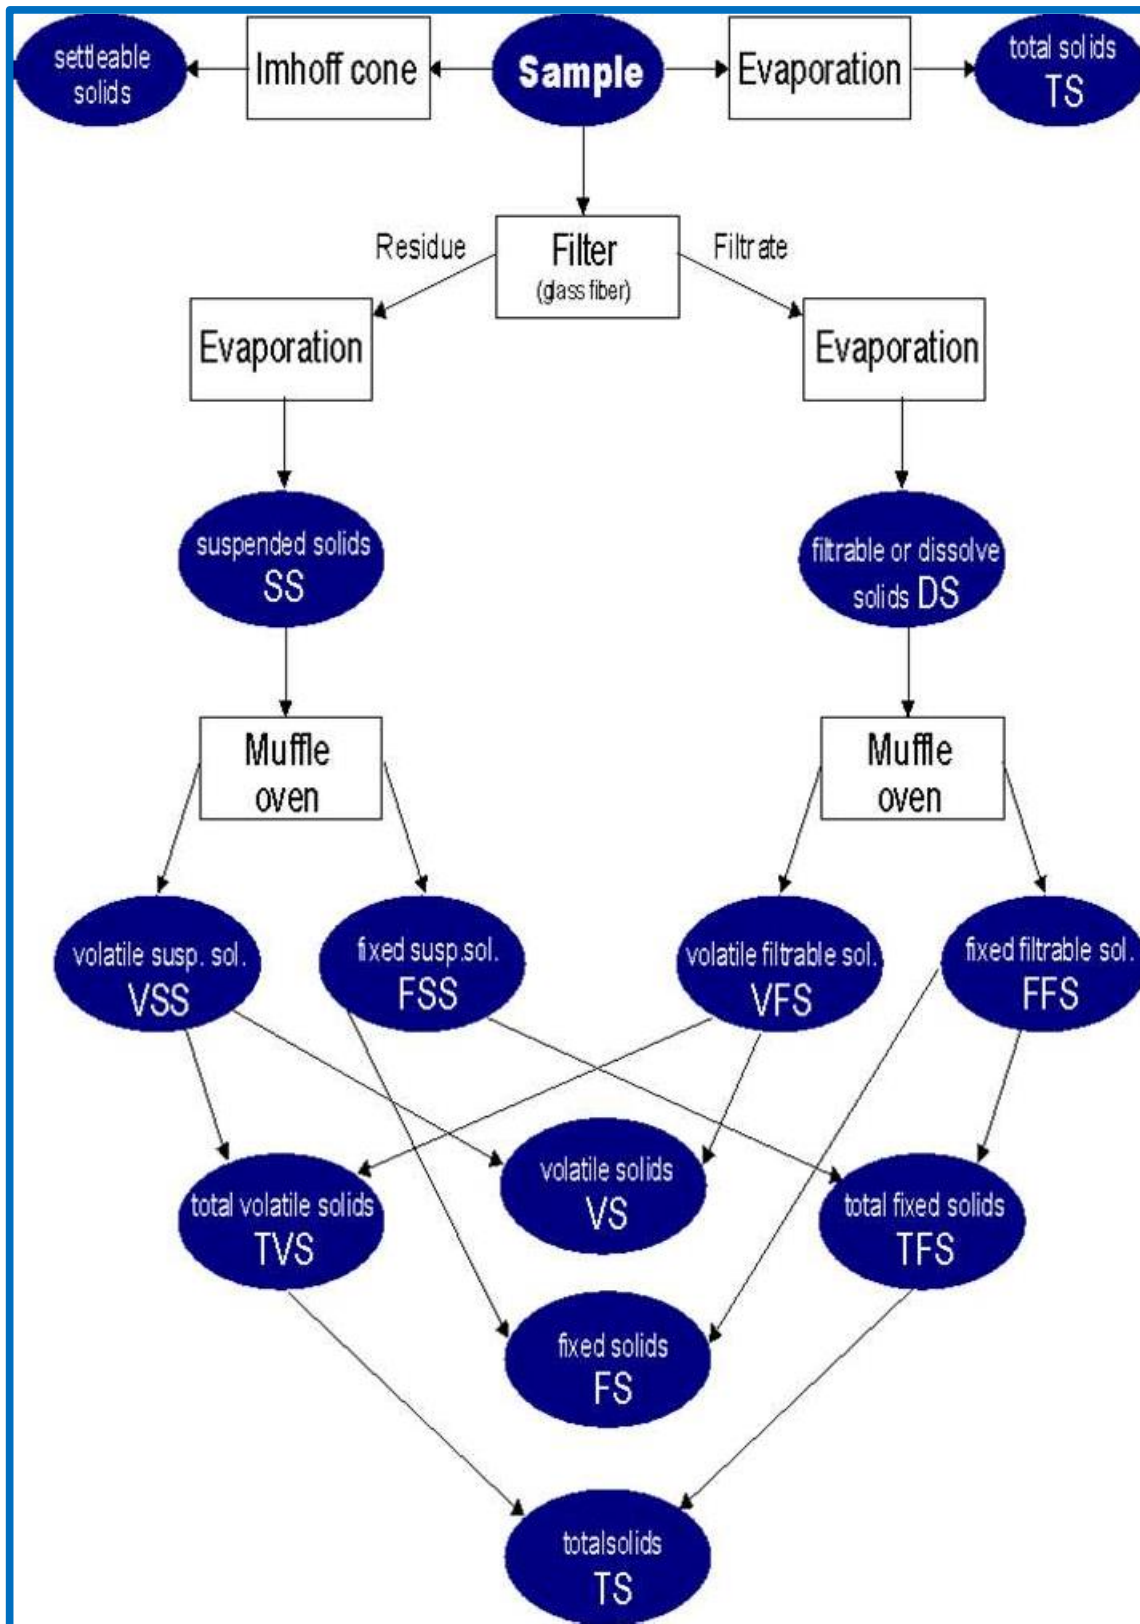 settleable
solids
Imhoff cone
Sample
Evaporation
total solids
TS
Residue
Filter
(glass fiber)
Filtrate
Evaporation
Evaporation
suspended solids
SS
filtrable or dissolve
solids DS
Muffle
oven
Muffle
oven
volatile susp. sol.
VSS
fixed susp.sol.
FSS
volatile filtrable sol.
VFS
fixed filtrable sol.
FFS
total volatile solids
TVS
volatile solids
VS
total fixed solids
TFS
fixed solids
FS
totalsolids
TS